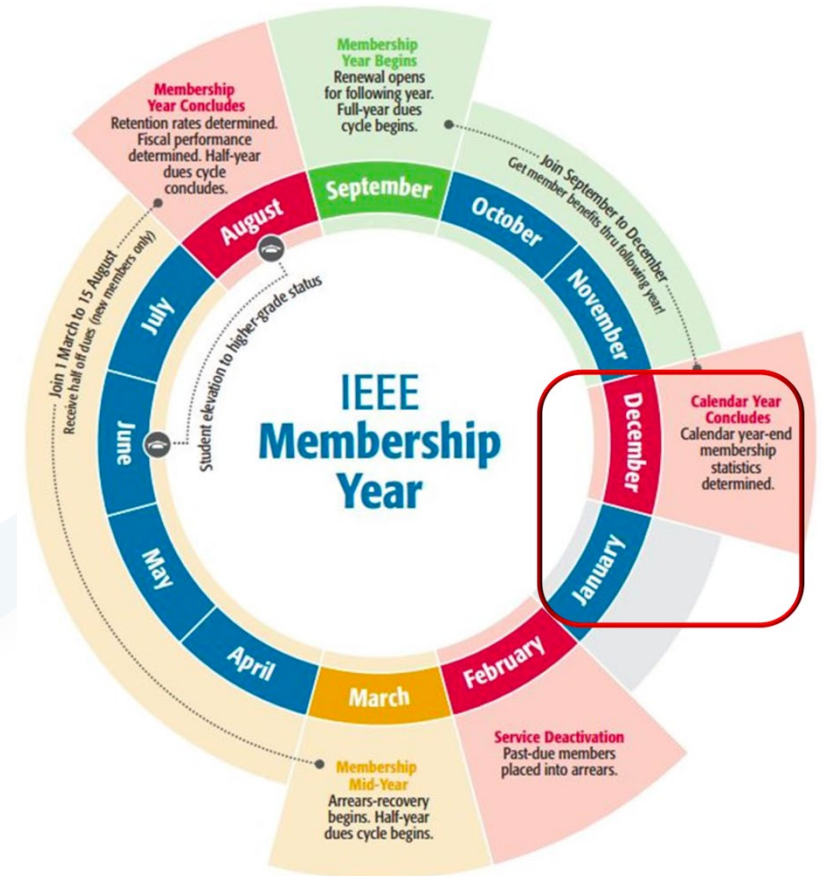 Membership
Year Begins
Renewal opens
for following year.
Full-year dues
cycle begins.
Membership
Year Concludes
Retention rates determined.
Fiscal performance
determined. Half-year
dues cycle
concludes.
September
October
November
December
January
February
March
April
May
June
July
August
Join September to December
Get member benefits thru following year!
Calendar Year
Concludes
Calendar year-end
membership
statistics
determined.
Service Deactivation
Past-due members
placed into arrears.
Membership
Mid-Year
Arrears-recovery
begins. Half-year
dues cycle begins.
Join 1 March to 15 August
Receive half off dues (new members only)
Student elevation to higher-grade status
IEEE
Membership
Year